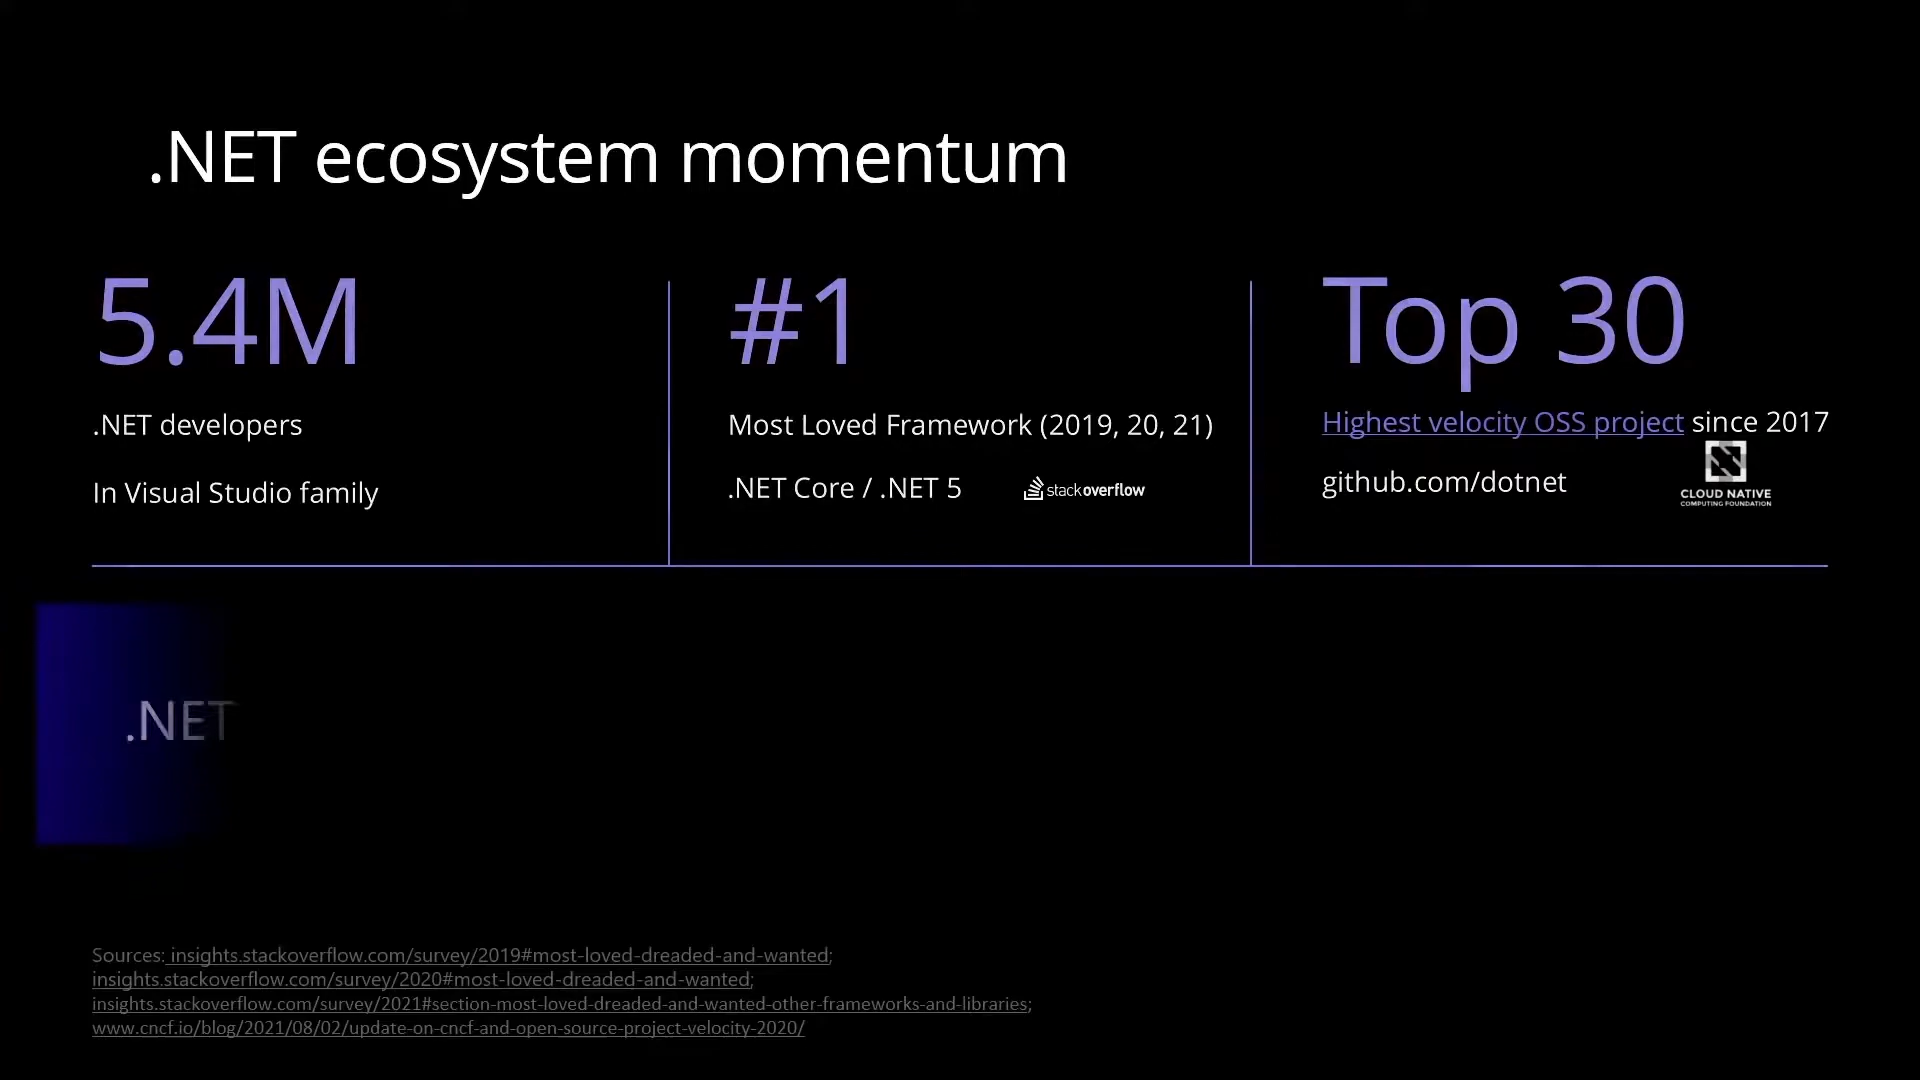 .NET ecosystem momentum
5.4M
.NET developers
In Visual Studio family
#1
Most Loved Framework (2019, 20, 21)
.NET Core / .NET 5
stackoverflow
Top 30
Highest velocity OSS project since 2017
github.com/dotnet
CLOUD NATIVE
COMPUTING FOUNDATION
.NET
Sources: insights.stackoverflow.com/survey/2019#most-loved-dreaded-and-wanted;
insights.stackoverflow.com/survey/2020#most-loved-dreaded-and-wanted;
insights.stackoverflow.com/survey/2021#section-most-loved-dreaded-and-wanted-other-frameworks-and-libraries;
www.cncf.io/blog/2021/08/02/update-on-cncf-and-open-source-project-velocity-2020/